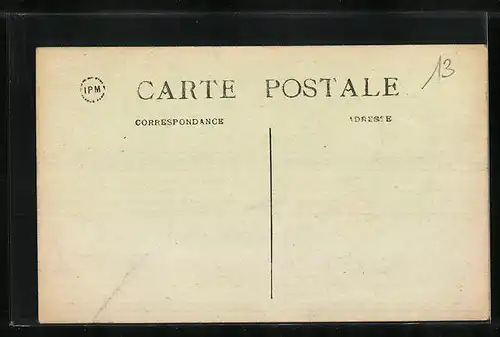 IPM
CARTE POSTALE
13
CORRESPONDANCE
ADRESSE